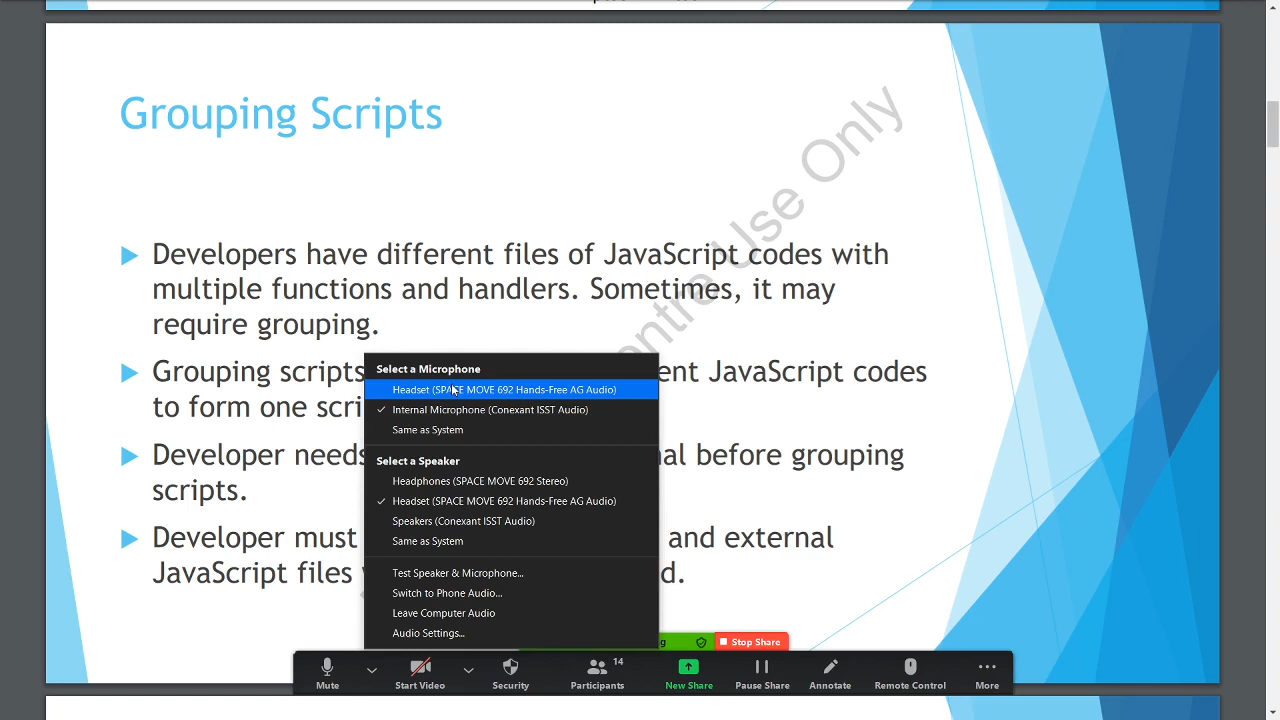 Grouping Scripts
Developers have different files of JavaScript codes with
multiple functions and handlers. Sometimes, it may
require grouping.
Grouping scripts
ent JavaScript codes
to form one scri
Developer needs
al before grouping
scripts.
Developer must
and external
JavaScript files
d.
entre Use Only
Select a Microphone
Headset (SPACE MOVE 692 Hands-Free AG Audio)
Internal Microphone (Conexant ISST Audio)
Same as System
Select a Speaker
Headphones (SPACE MOVE 692 Stereo)
Headset (SPACE MOVE 692 Hands-Free AG Audio)
Speakers (Conexant ISST Audio)
Same as System
Test Speaker & Microphone...
Switch to Phone Audio...
Leave Computer Audio
Audio Settings...
g
Stop Share
14
Mute
Start Video
Security
Participants
New Share
Pause Share
Annotate
Remote Control
More